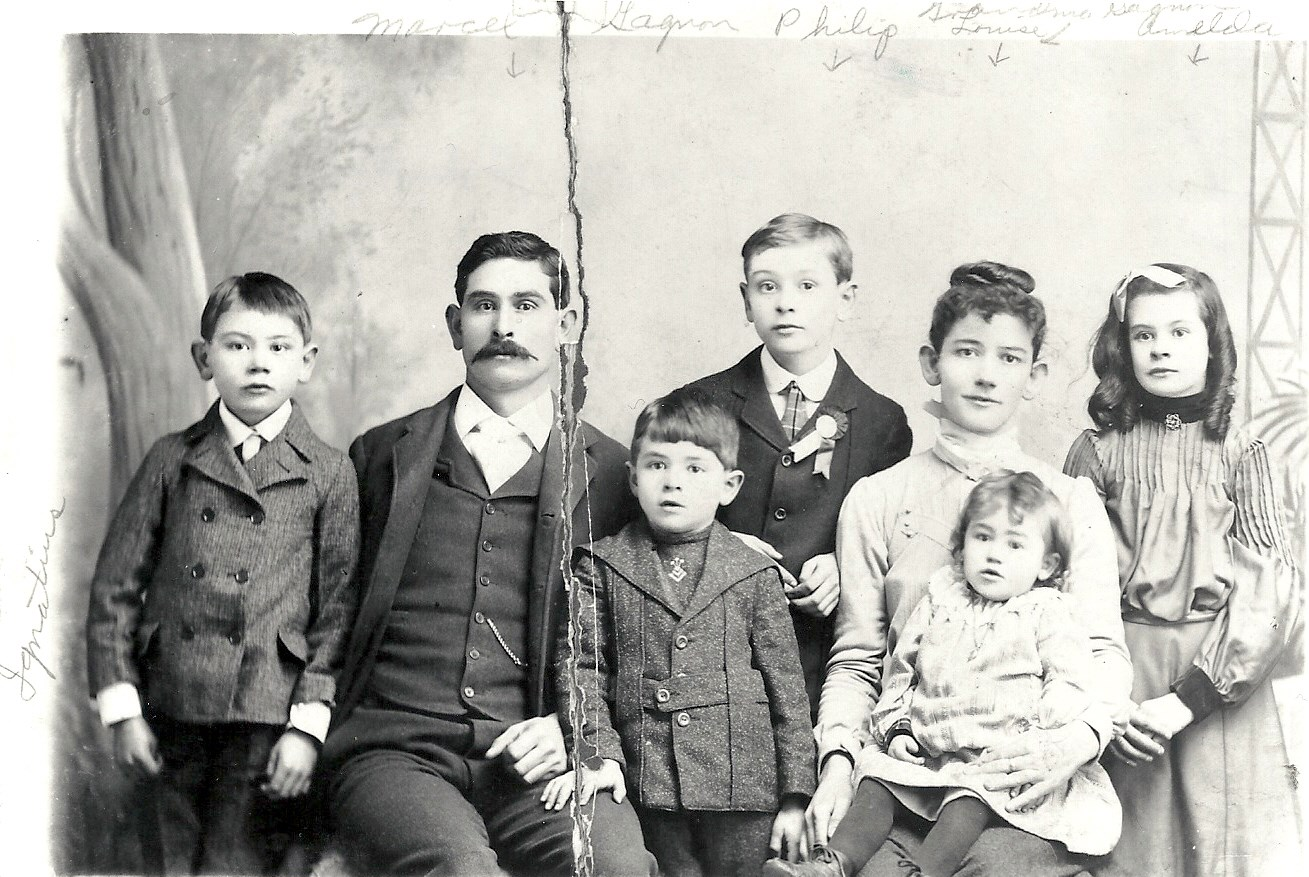 Marcel Gagnon Philip Grandma Gagnon
Louise Amelda
Ignatius